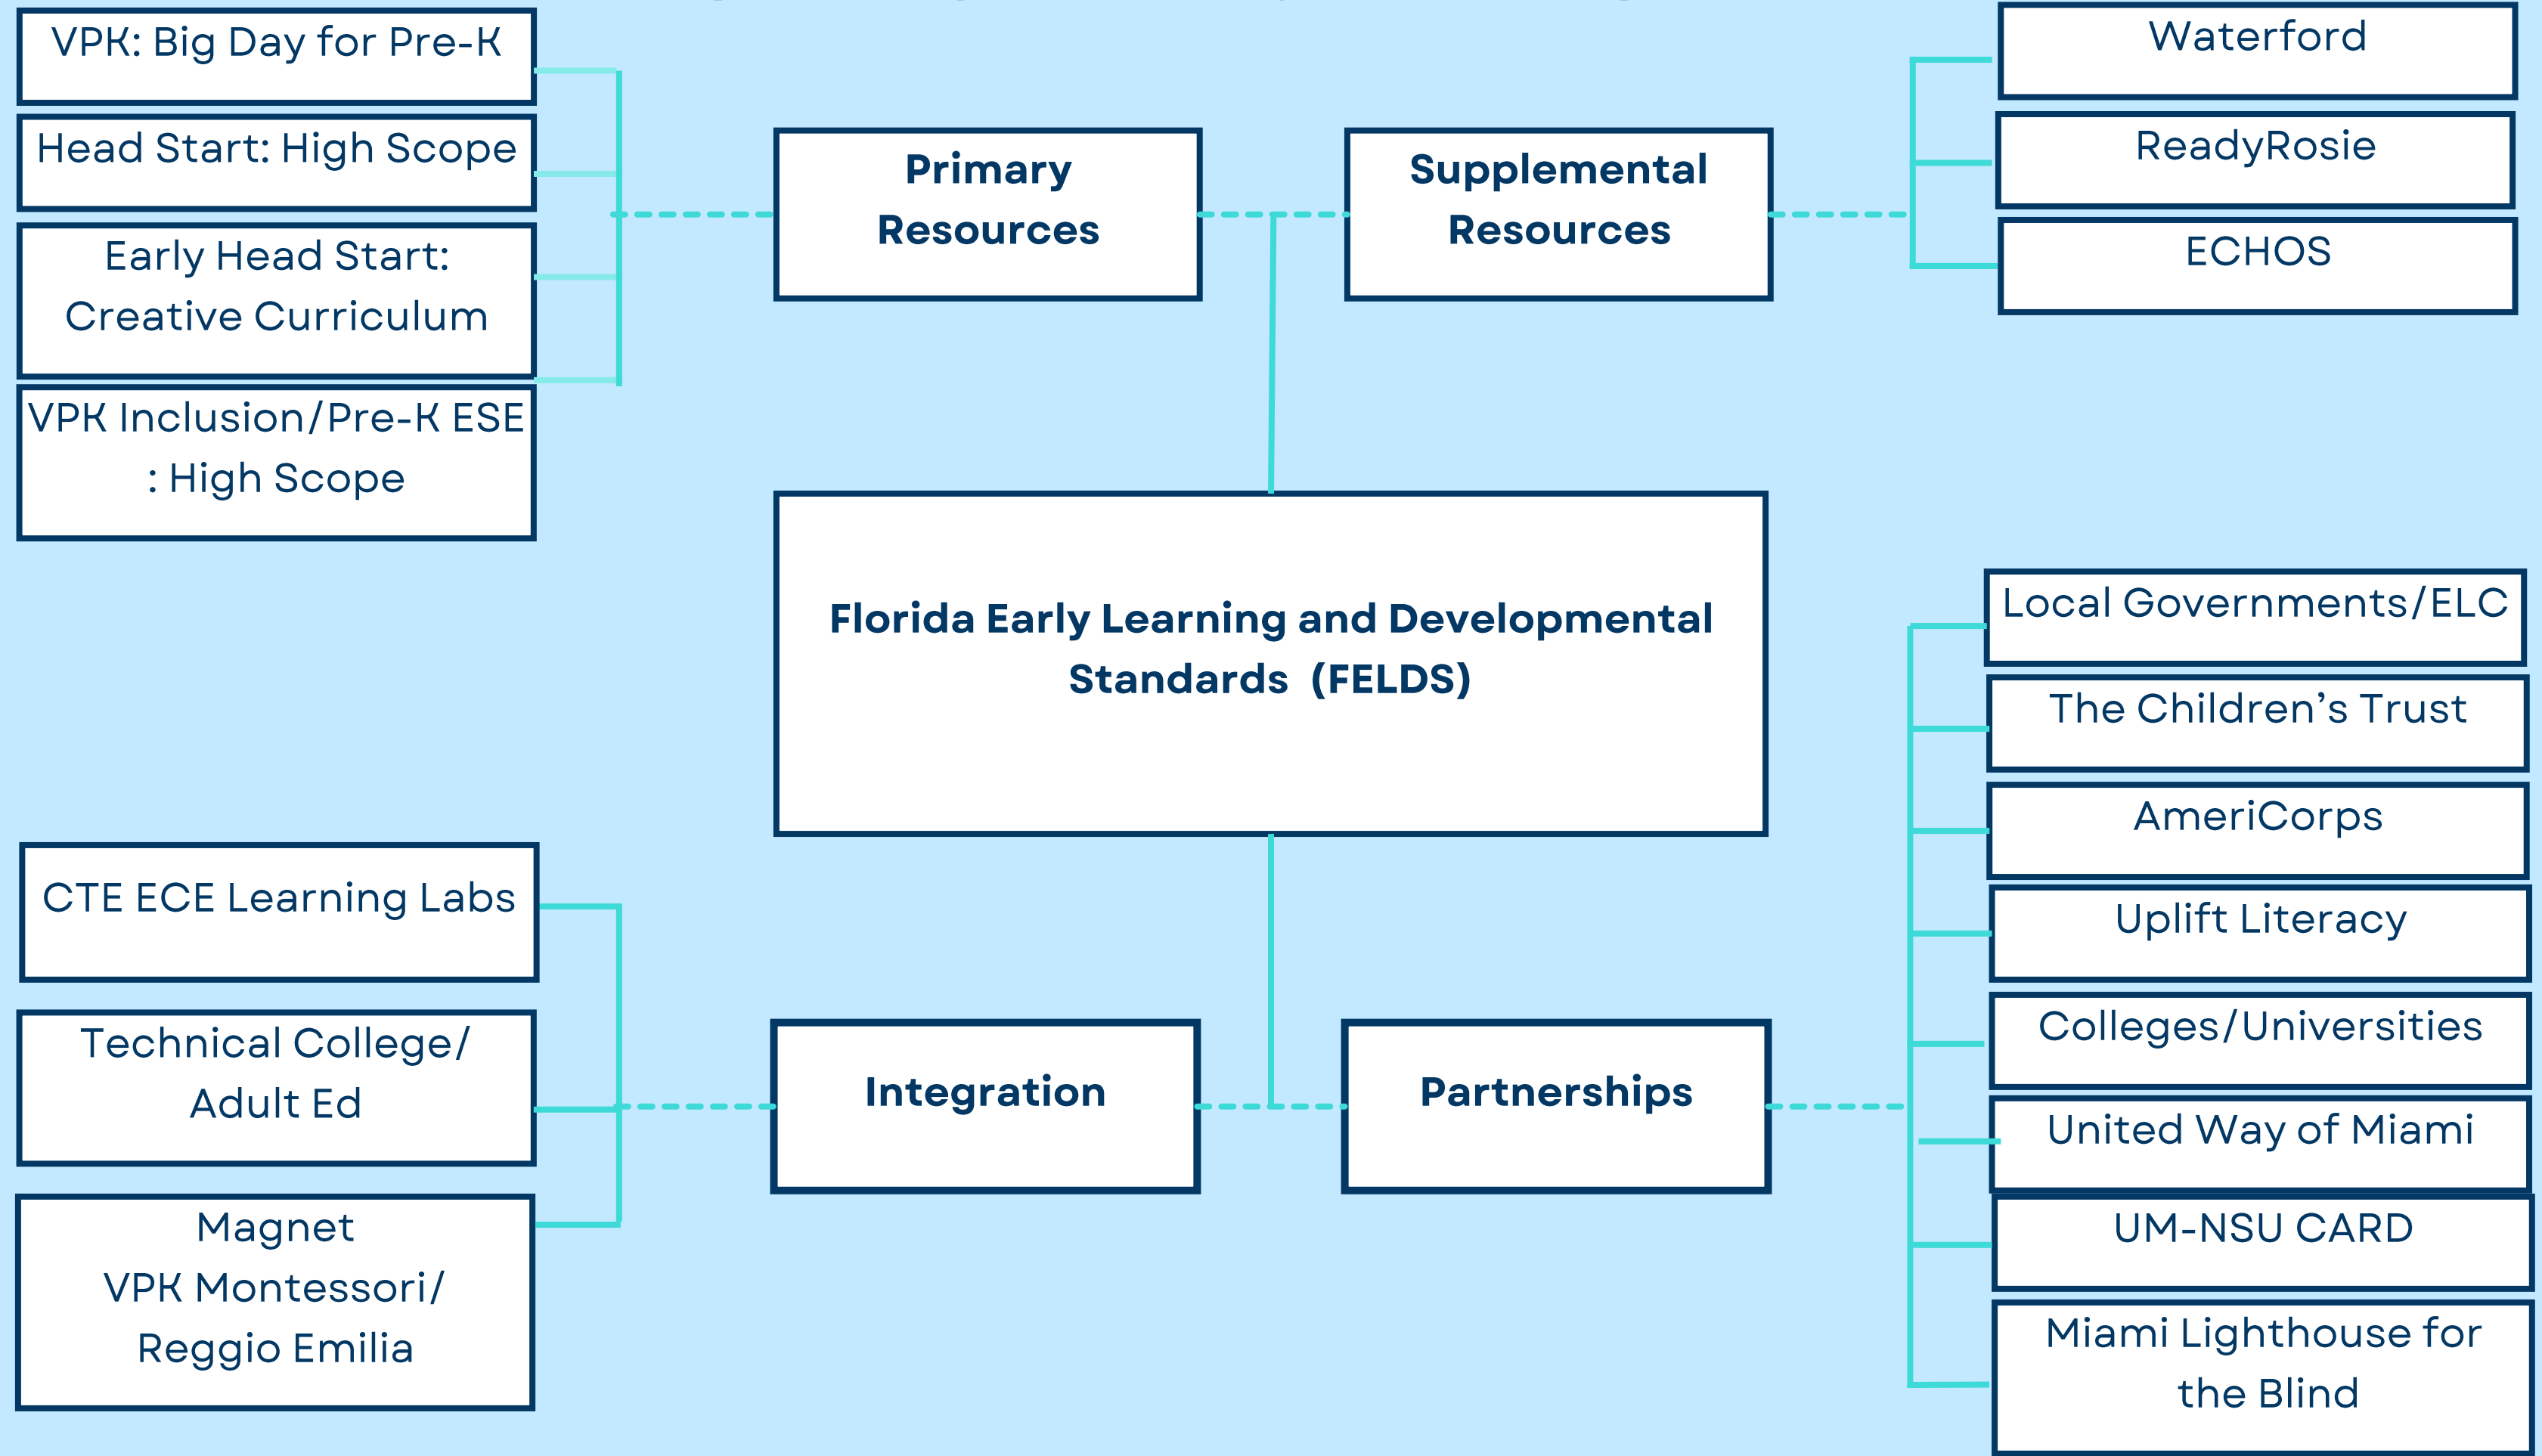 VPK: Big Day for Pre-K
Head Start: High Scope
Early Head Start:
Creative Curriculum
VPK Inclusion/Pre-K ESE
: High Scope
Primary
Resources
Supplemental
Resources
Waterford
ReadyRosie
ECHOS
Florida Early Learning and Developmental
Standards (FELDS)
CTE ECE Learning Labs
Technical College/
Adult Ed
Magnet
VPK Montessori/
Reggio Emilia
Integration
Partnerships
Local Governments/ELC
The Children’s Trust
AmeriCorps
Uplift Literacy
Colleges/Universities
United Way of Miami
UM-NSU CARD
Miami Lighthouse for
the Blind